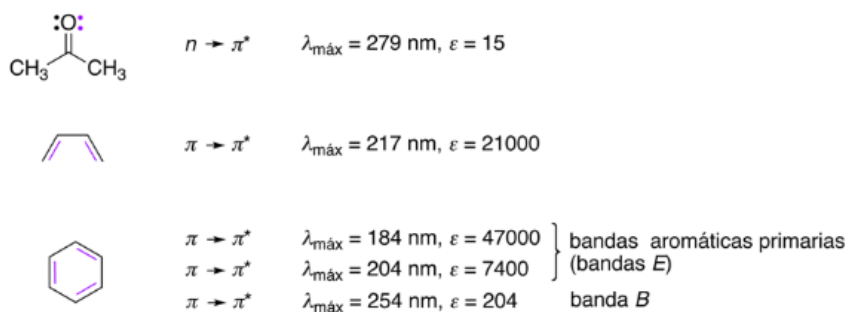 :O:
CH3 CH3
n → π* λmáx = 279 nm, ε = 15
π → π* λmáx = 217 nm, ε = 21000
π → π* λmáx = 184 nm, ε = 47000
π → π* λmáx = 204 nm, ε = 7400
bandas aromáticas primarias
(bandas E)
π → π* λmáx = 254 nm, ε = 204 banda B